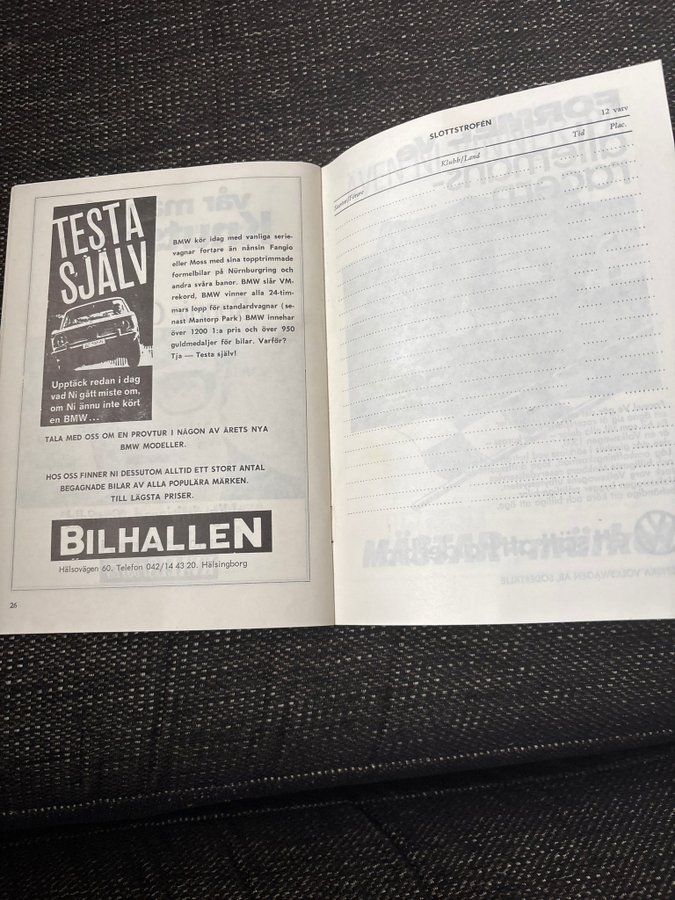 TESTA
SJÄLV
BMW kör idag med vanliga serie-
vagnar fortare än nånsin Fangio
eller Moss med sina topptrimmade
formelbilar på Nürnburgring och
andra svåra banor. BMW slår VM-
rekord, BMW vinner alla 24-tim-
mars lopp för standardvagnar (se-
nast Mantorp Park) BMW innehar
över 1200 1:a pris och över 950
guldmedaljer för bilar. Varför?
Tja — Testa själv!
Upptäck redan i dag
vad Ni gått miste om,
om Ni ännu inte kört
en BMW...
TALA MED OSS OM EN PROVTUR I NÅGON AV ÅRETS NYA
BMW MODELLER.
HOS OSS FINNER NI DESSUTOM ALLTID ETT STORT ANTAL
BEGAGNADE BILAR AV ALLA POPULÄRA MÄRKEN.
TILL LÄGSTA PRISER.
BILHALLEN
Hälsovägen 60. Telefon 042/14 43 20. Hälsingborg
26
SLOTTSTROFÉN
12 varv
Startnr/Förare Klubb/Land Tid Plac.